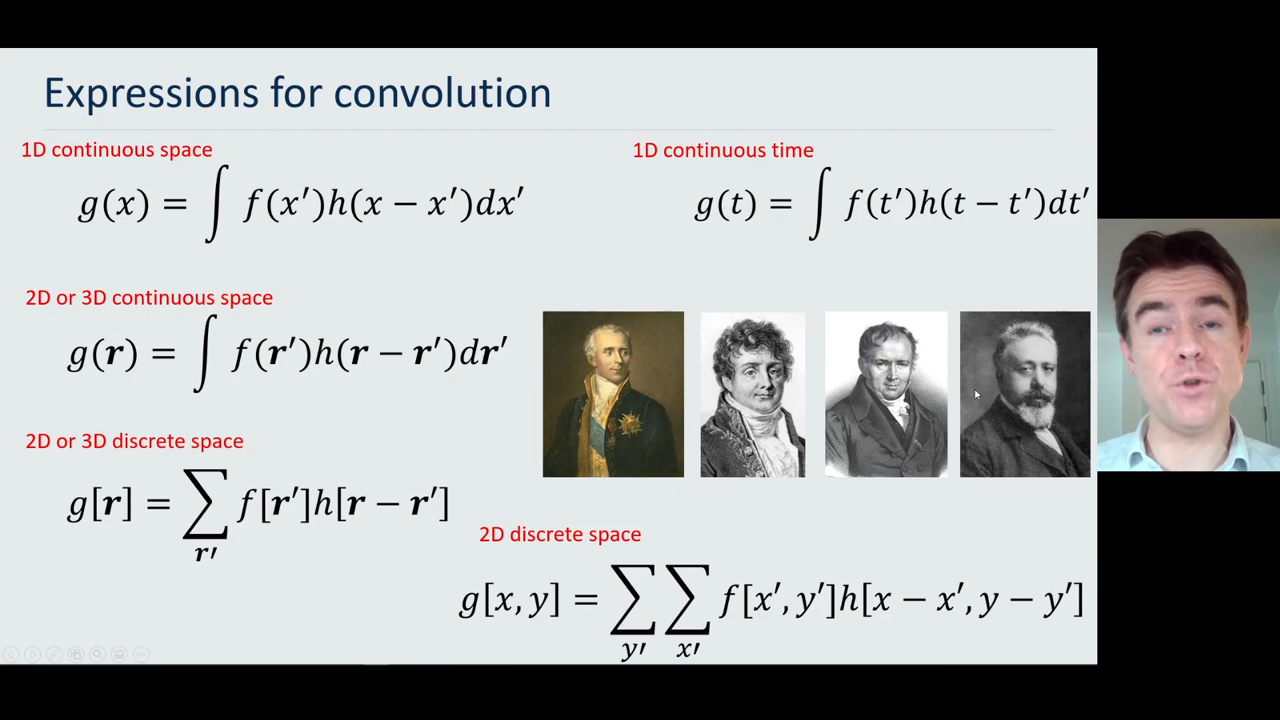 Expressions for convolution
1D continuous space
g(x) = ∫ f(x′)h(x − x′)dx′
1D continuous time
g(t) = ∫ f(t′)h(t − t′)dt′
2D or 3D continuous space
g(𝒓) = ∫ f(𝒓′)h(𝒓 − 𝒓′)d𝒓′
2D or 3D discrete space
g[𝒓] = ∑ f[𝒓′]h[𝒓 − 𝒓′]
𝒓′
2D discrete space
g[x, y] = ∑ ∑ f[x′, y′]h[x − x′, y − y′]
y′ x′